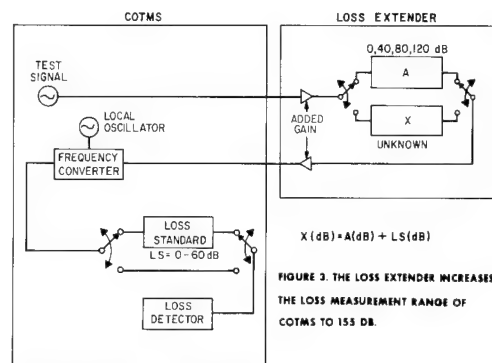 COTMS
LOSS EXTENDER
TEST
SIGNAL
0,40,80,120 dB
A
LOCAL
OSCILLATOR
ADDED
GAIN
X
UNKNOWN
FREQUENCY
CONVERTER
LOSS
STANDARD
LS = 0-60 dB
LOSS
DETECTOR
X(dB)=A(dB) + LS(dB)
FIGURE 3. THE LOSS EXTENDER INCREASES
THE LOSS MEASUREMENT RANGE OF
COTMS TO 155 DB.